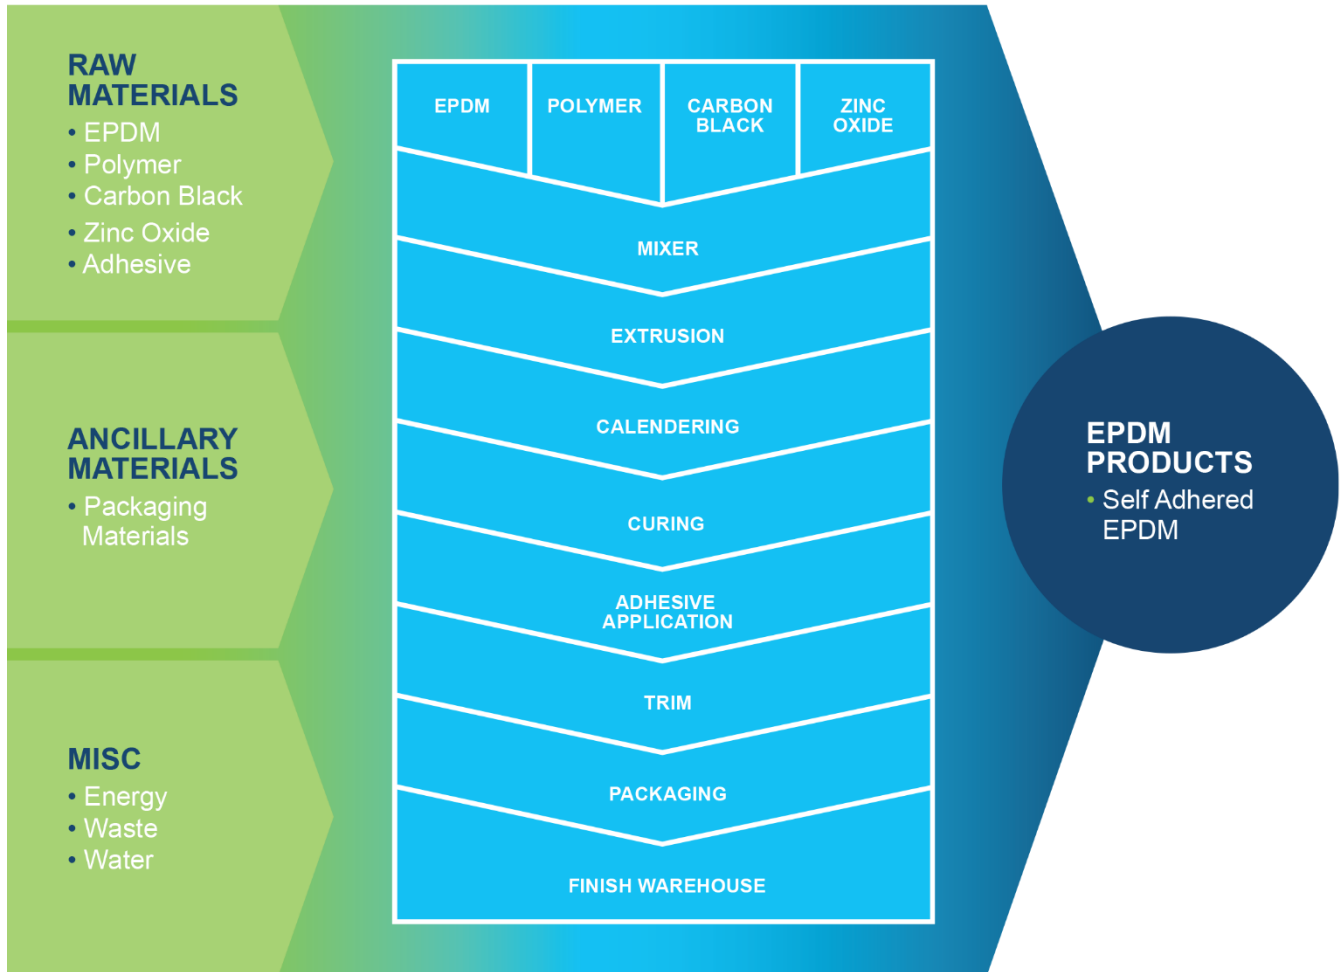 RAW
MATERIALS
• EPDM
• Polymer
• Carbon Black
• Zinc Oxide
• Adhesive
ANCILLARY
MATERIALS
• Packaging
Materials
MISC
• Energy
• Waste
• Water
EPDM
POLYMER
CARBON
BLACK
ZINC
OXIDE
MIXER
EXTRUSION
CALENDERING
CURING
ADHESIVE
APPLICATION
TRIM
PACKAGING
FINISH WAREHOUSE
EPDM
PRODUCTS
• Self Adhered
EPDM